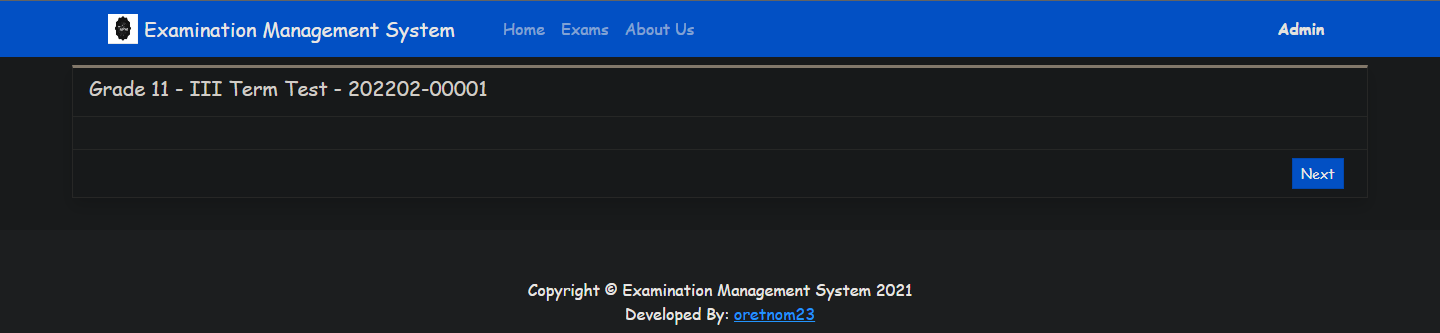 Examination Management System Home Exams About Us Admin
Grade 11 - III Term Test - 202202-00001
Next
Copyright © Examination Management System 2021
Developed By: oretnom23